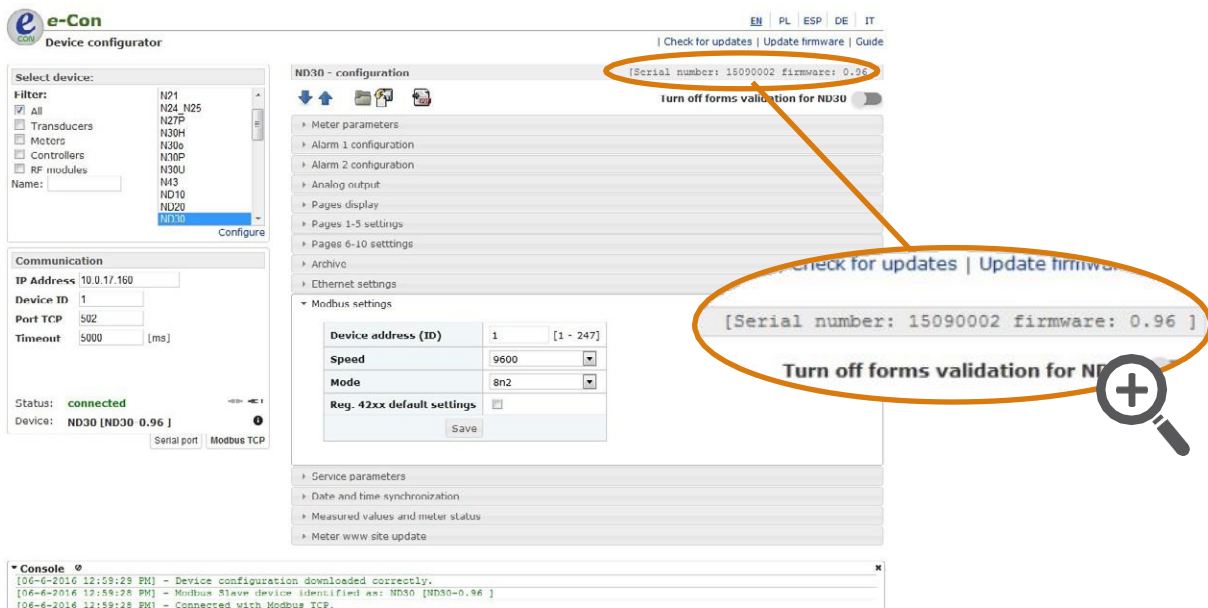 e CON e-Con
Device configurator
EN | PL | ESP | DE | IT
| Check for updates | Update firmware | Guide
Select device:
Filter:
All
Transducers
Meters
Controllers
RF modules
Name:
N21
N24_N25
N27P
N30H
N30o
N30P
N30U
N43
ND10
ND20
ND30
Configure
Communication
IP Address 10.0.17.160
Device ID 1
Port TCP 502
Timeout 5000 [ms]
Status: connected
Device: ND30 [ND30-0.96 ]
Serial port Modbus TCP
ND30 - configuration
[Serial number: 15090002 firmware: 0.96
Turn off forms validation for ND30
Meter parameters
Alarm 1 configuration
Alarm 2 configuration
Analog output
Pages display
Pages 1-5 settings
Pages 6-10 setttings
Archive
Ethernet settings
Modbus settings
Device address (ID) 1 [1 - 247]
Speed 9600
Mode 8n2
Reg. 42xx default settings
Save
Service parameters
Date and time synchronization
Measured values and meter status
Meter www site update
Check for updates | Update firmwa
[Serial number: 15090002 firmware: 0.96 ]
Turn off forms validation for ND
Console
[06-6-2016 12:59:29 PM] - Device configuration downloaded correctly.
[06-6-2016 12:59:28 PM] - Modbus Slave device identified as: ND30 [ND30-0.96 ]
[06-6-2016 12:59:28 PM] - Connected with Modbus TCP.